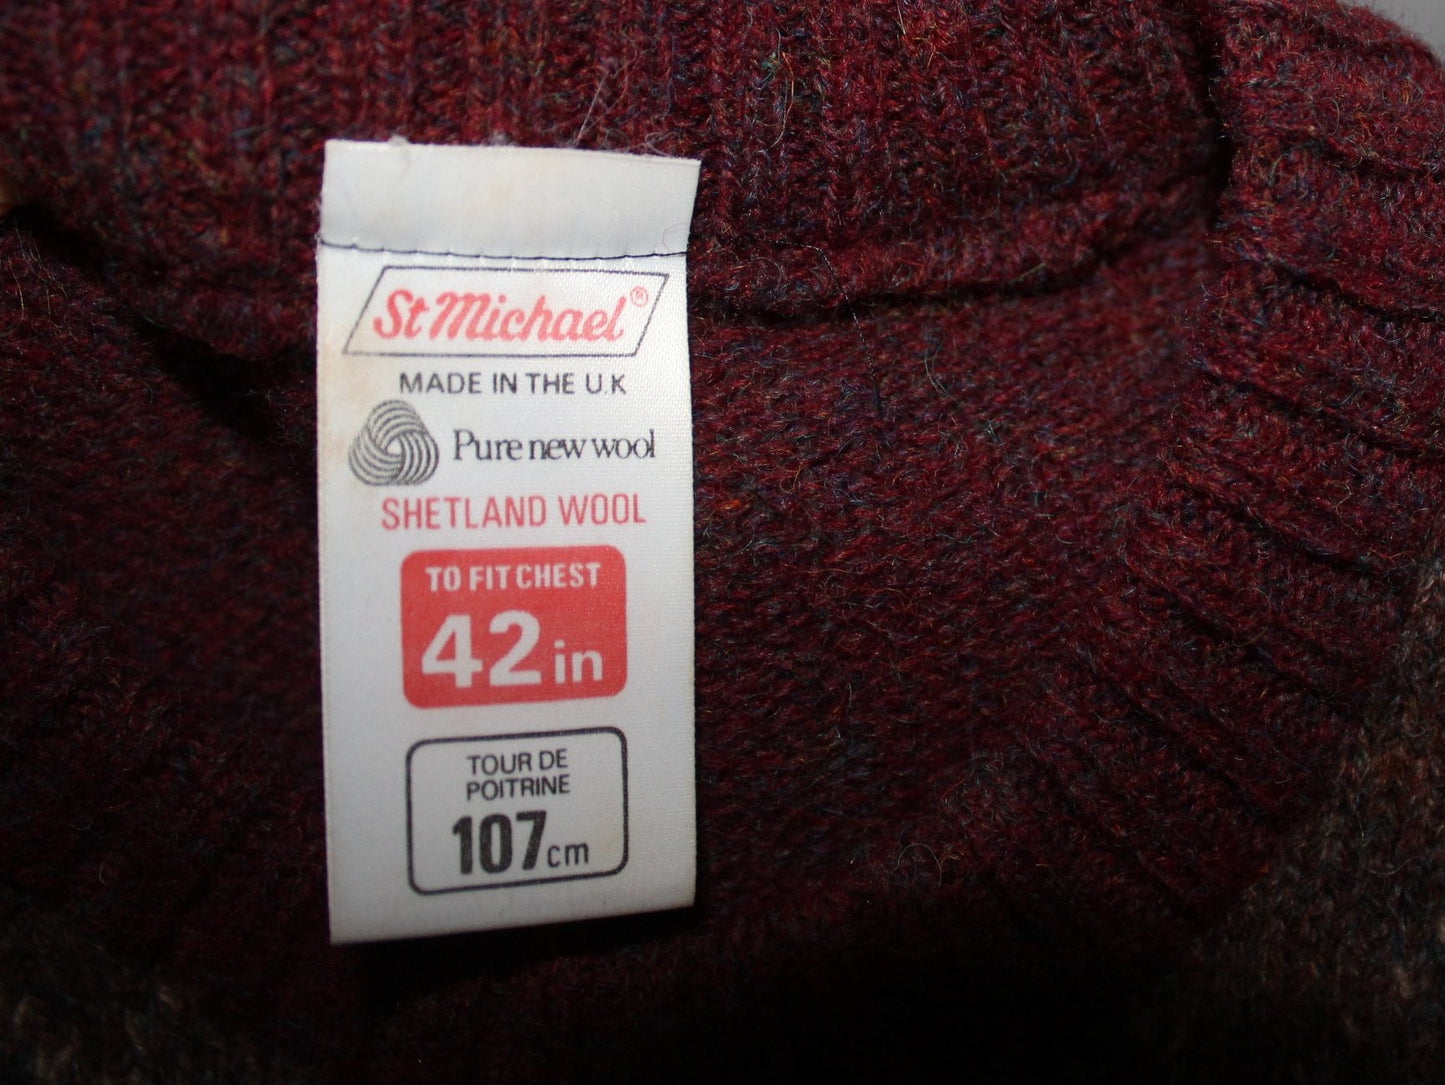 St Michael®
MADE IN THE U.K
Pure new wool
SHETLAND WOOL
TO FIT CHEST
42in
TOUR DE
POITRINE
107cm